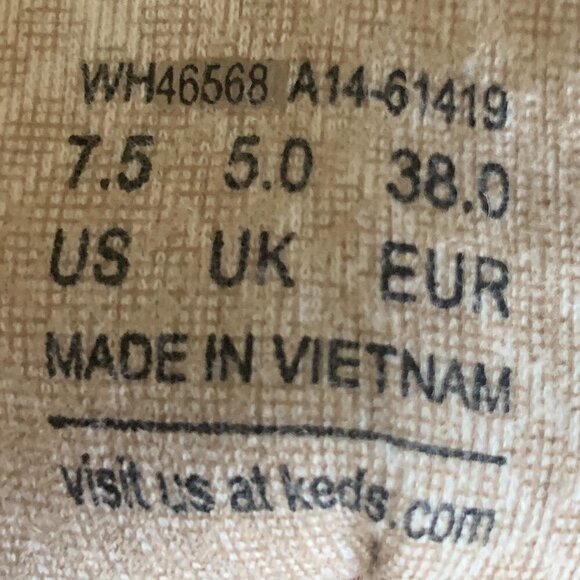 WH46568 A14-61419
7.5 5.0 38.0
US UK EUR
MADE IN VIETNAM
visit us at keds.com